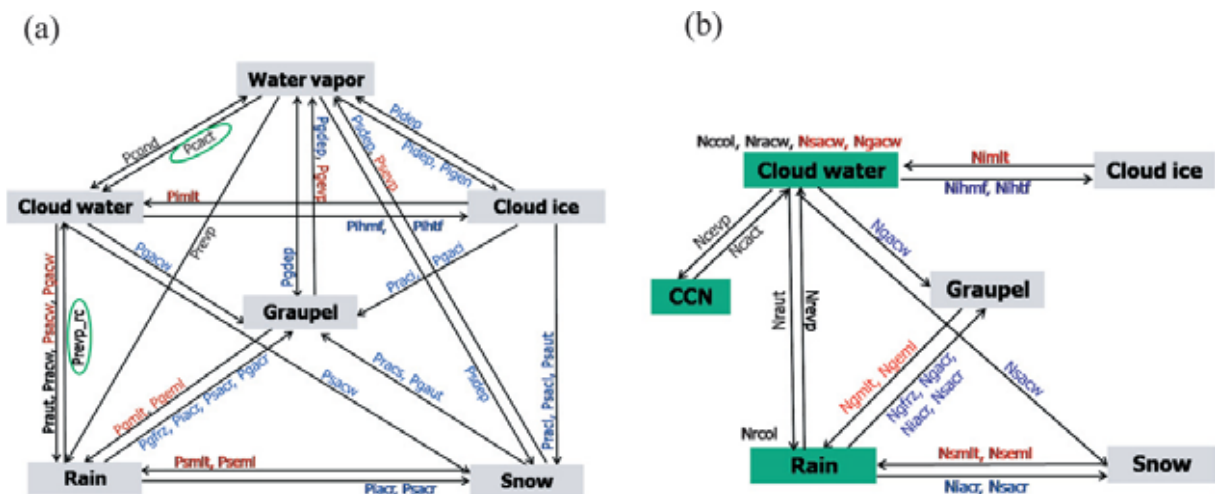 (a)
Water vapor
Pcond
Pcact
Pgdep, Pgevp
Psdep, Psevp
Pidep
Pidep, Pigen
Cloud water
Pimlt
Pihmf, Pihtf
Cloud ice
Prevp
Pgacw
Pgdep
Praci, Pgaci
Graupel
Praut, Pracw, Psacw, Pgacw
Prevp_rc
Psacw
Psdep
Pracs, Pgaut
Praci, Psaci, Psaut
Pgmlt, Pgeml
Pgfrz, Piacr, Psacr, Pgacr
Rain
Psmlt, Pseml
Piacr, Psacr
Snow
(b)
Nccol, Nracw, Nsacw, Ngacw
Cloud water
Nimlt
Nihmf, Nihtf
Cloud ice
Ncevp
Ncact
Ngacw
CCN
Nraut
Nrevp
Graupel
Nsacw
Ngmlt, Ngeml
Ngfrz, Ngacr,
Niacr, Nsacr
Nrcol
Rain
Nsmlt, Nseml
Niacr, Nsacr
Snow